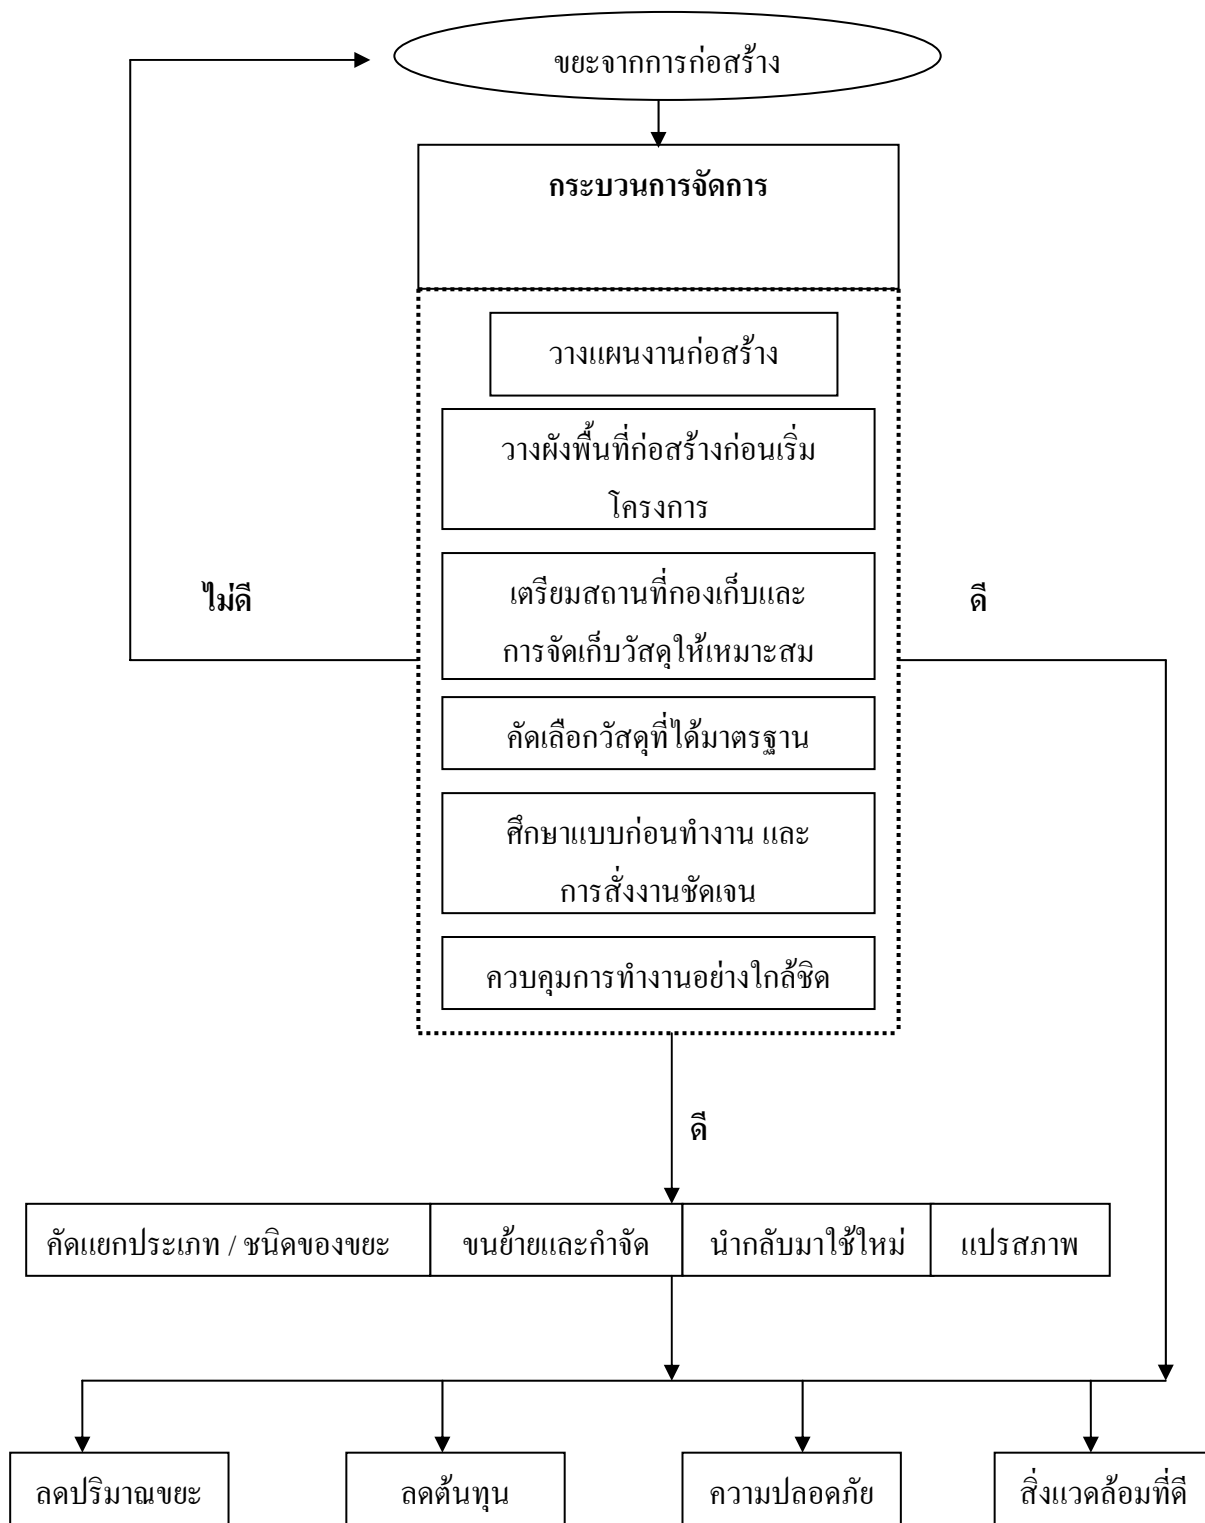 ขยะจากการก่อสร้าง
กระบวนการจัดการ
วางแผนงานก่อสร้าง
วางผังพื้นที่ก่อสร้างก่อนเริ่ม
โครงการ
เตรียมสถานที่กองเก็บและ
การจัดเก็บวัสดุให้เหมาะสม
ไม่ดี
ดี
คัดเลือกวัสดุที่ได้มาตรฐาน
ศึกษาแบบก่อนทำงาน และ
การสั่งงานชัดเจน
ควบคุมการทำงานอย่างใกล้ชิด
ดี
คัดแยกประเภท / ชนิดของขยะ
ขนย้ายและกำจัด
นำกลับมาใช้ใหม่
แปรสภาพ
ลดปริมาณขยะ
ลดต้นทุน
ความปลอดภัย
สิ่งแวดล้อมที่ดี